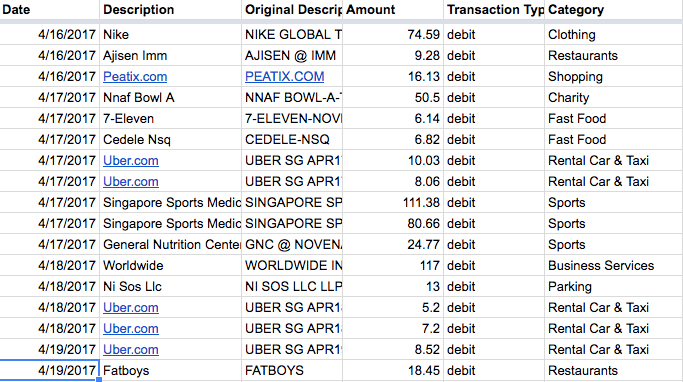 Date Description Original Descrip Amount Transaction Typ Category
4/16/2017 Nike NIKE GLOBAL T 74.59 debit Clothing
4/16/2017 Ajisen Imm AJISEN @ IMM 9.28 debit Restaurants
4/16/2017 Peatix.com PEATIX.COM 16.13 debit Shopping
4/17/2017 Nnaf Bowl A NNAF BOWL-A- 50.5 debit Charity
4/17/2017 7-Eleven 7-ELEVEN-NOV 6.14 debit Fast Food
4/17/2017 Cedele Nsq CEDELE-NSQ 6.82 debit Fast Food
4/17/2017 Uber.com UBER SG APR1 10.03 debit Rental Car & Taxi
4/17/2017 Uber.com UBER SG APR1 8.06 debit Rental Car & Taxi
4/17/2017 Singapore Sports Medic SINGAPORE SP 111.38 debit Sports
4/17/2017 Singapore Sports Medic SINGAPORE SP 80.66 debit Sports
4/17/2017 General Nutrition Center GNC @ NOVEN 24.77 debit Sports
4/18/2017 Worldwide WORLDWIDE IN 117 debit Business Services
4/18/2017 Ni Sos Llc NI SOS LLC LLP 13 debit Parking
4/18/2017 Uber.com UBER SG APR1 5.2 debit Rental Car & Taxi
4/18/2017 Uber.com UBER SG APR1 7.2 debit Rental Car & Taxi
4/19/2017 Uber.com UBER SG APR1 8.52 debit Rental Car & Taxi
4/19/2017 Fatboys FATBOYS 18.45 debit Restaurants